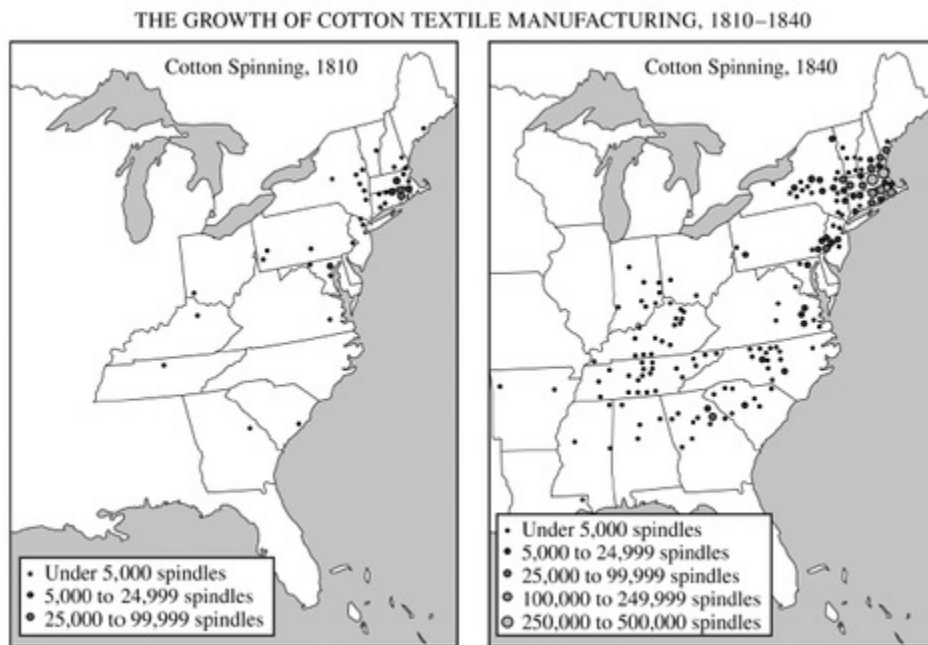 THE GROWTH OF COTTON TEXTILE MANUFACTURING, 1810–1840
Cotton Spinning, 1810
Under 5,000 spindles
5,000 to 24,999 spindles
25,000 to 99,999 spindles
Cotton Spinning, 1840
Under 5,000 spindles
5,000 to 24,999 spindles
25,000 to 99,999 spindles
100,000 to 249,999 spindles
250,000 to 500,000 spindles